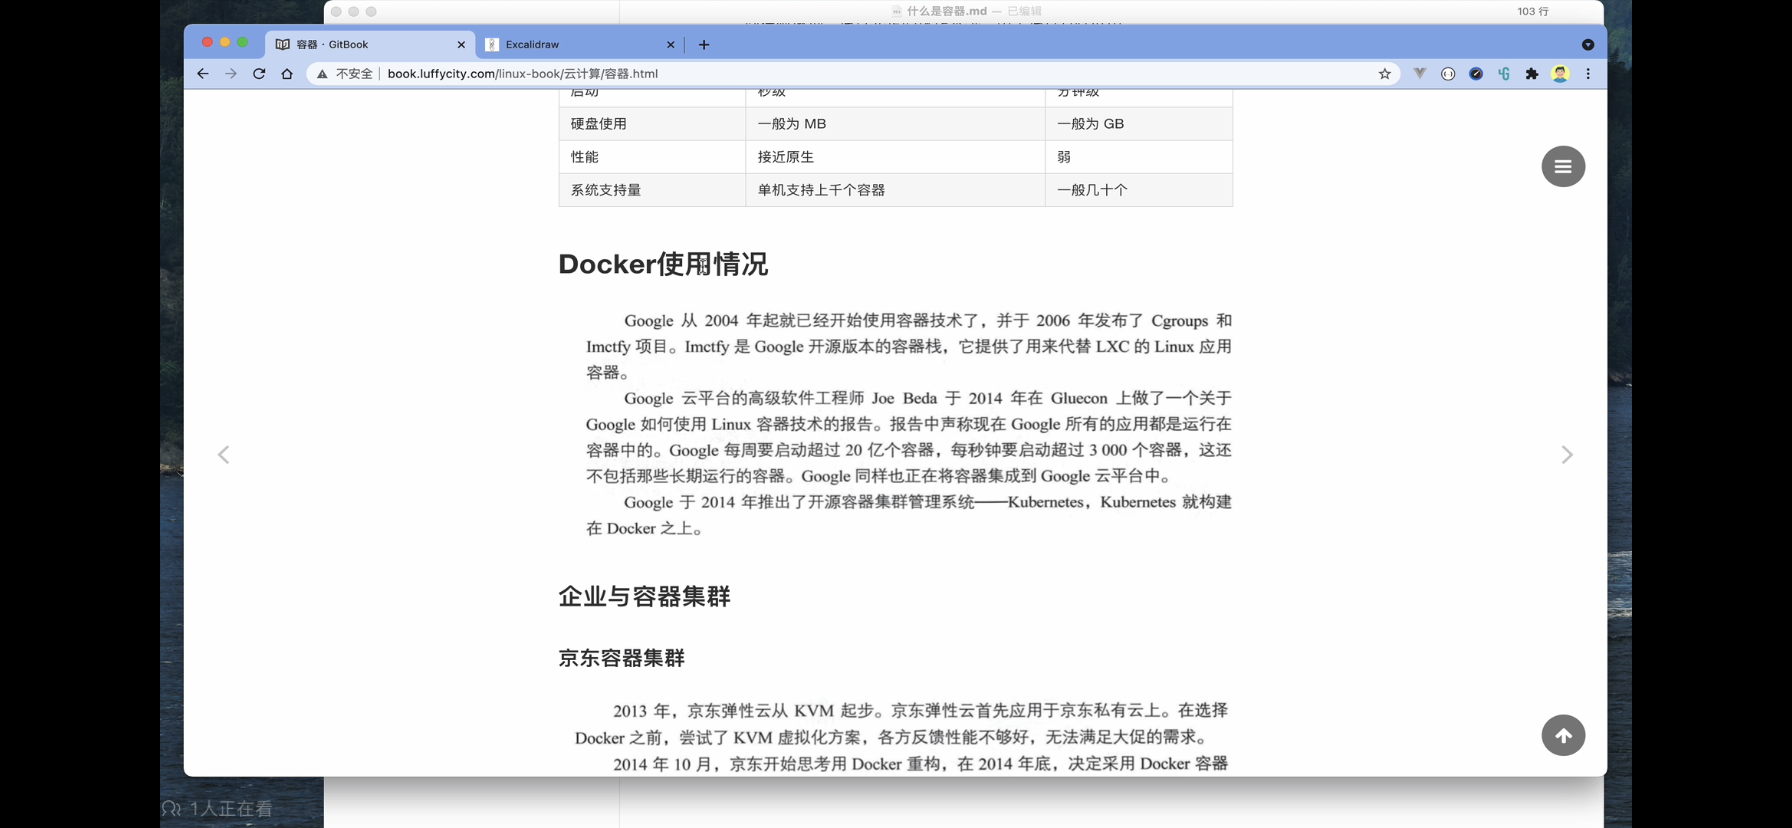 什么是容器.md — 已编辑
103 行
容器 · GitBook
Excalidraw
不安全
book.luffycity.com/linux-book/云计算/容器.html
启动 秒级 分钟级
硬盘使用 一般为 MB 一般为 GB
性能 接近原生 弱
系统支持量 单机支持上千个容器 一般几十个
Docker使用情况
Google 从 2004 年起就已经开始使用容器技术了，并于 2006 年发布了 Cgroups 和
Imctfy 项目。Imctfy 是 Google 开源版本的容器栈，它提供了用来代替 LXC 的 Linux 应用
容器。
Google 云平台的高级软件工程师 Joe Beda 于 2014 年在 Gluecon 上做了一个关于
Google 如何使用 Linux 容器技术的报告。报告中声称现在 Google 所有的应用都是运行在
容器中的。Google 每周要启动超过 20 亿个容器，每秒钟要启动超过 3 000 个容器，这还
不包括那些长期运行的容器。Google 同样也正在将容器集成到 Google 云平台中。
Google 于 2014 年推出了开源容器集群管理系统——Kubernetes，Kubernetes 就构建
在 Docker 之上。
企业与容器集群
京东容器集群
2013 年，京东弹性云从 KVM 起步。京东弹性云首先应用于京东私有云上。在选择
Docker 之前，尝试了 KVM 虚拟化方案，各方反馈性能不够好，无法满足大促的需求。
2014 年 10 月，京东开始思考用 Docker 重构，在 2014 年底，决定采用 Docker 容器
1人正在看